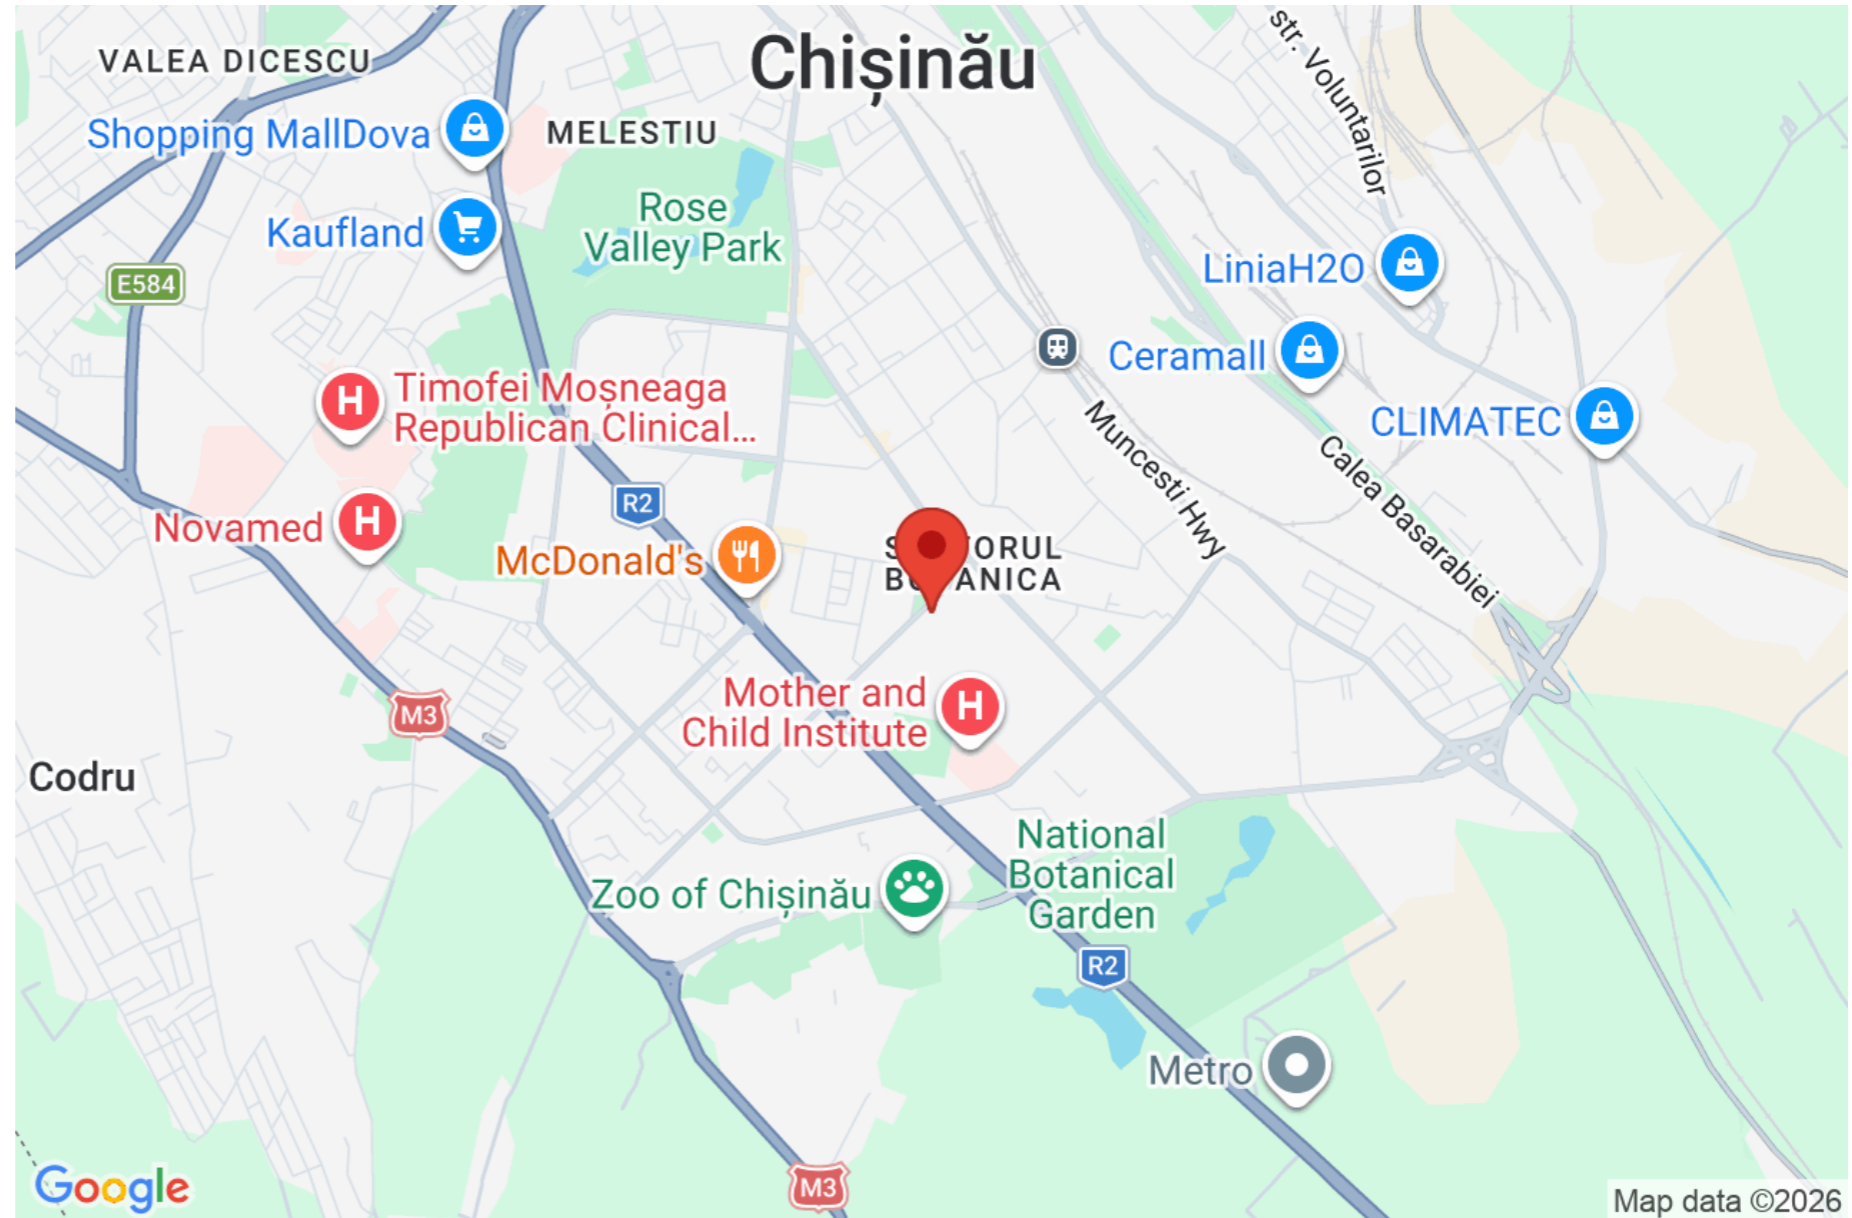 Chișinău
str. Voluntarilor
VALEA DICESCU
Shopping MallDova
MELESTIU
Rose
Valley Park
Kaufland
E584
LiniaH2O
Ceramall
Timofei Moșneaga
Republican Clinical...
CLIMATEC
Muncesti Hwy
Calea Basarabiei
R2
Novamed
H
H
McDonald's
ORUL
ANICA
Mother and
Child Institute
H
M3
Codru
National
Botanical
Garden
Zoo of Chișinău
R2
Metro
M3
Google
Map data ©2026